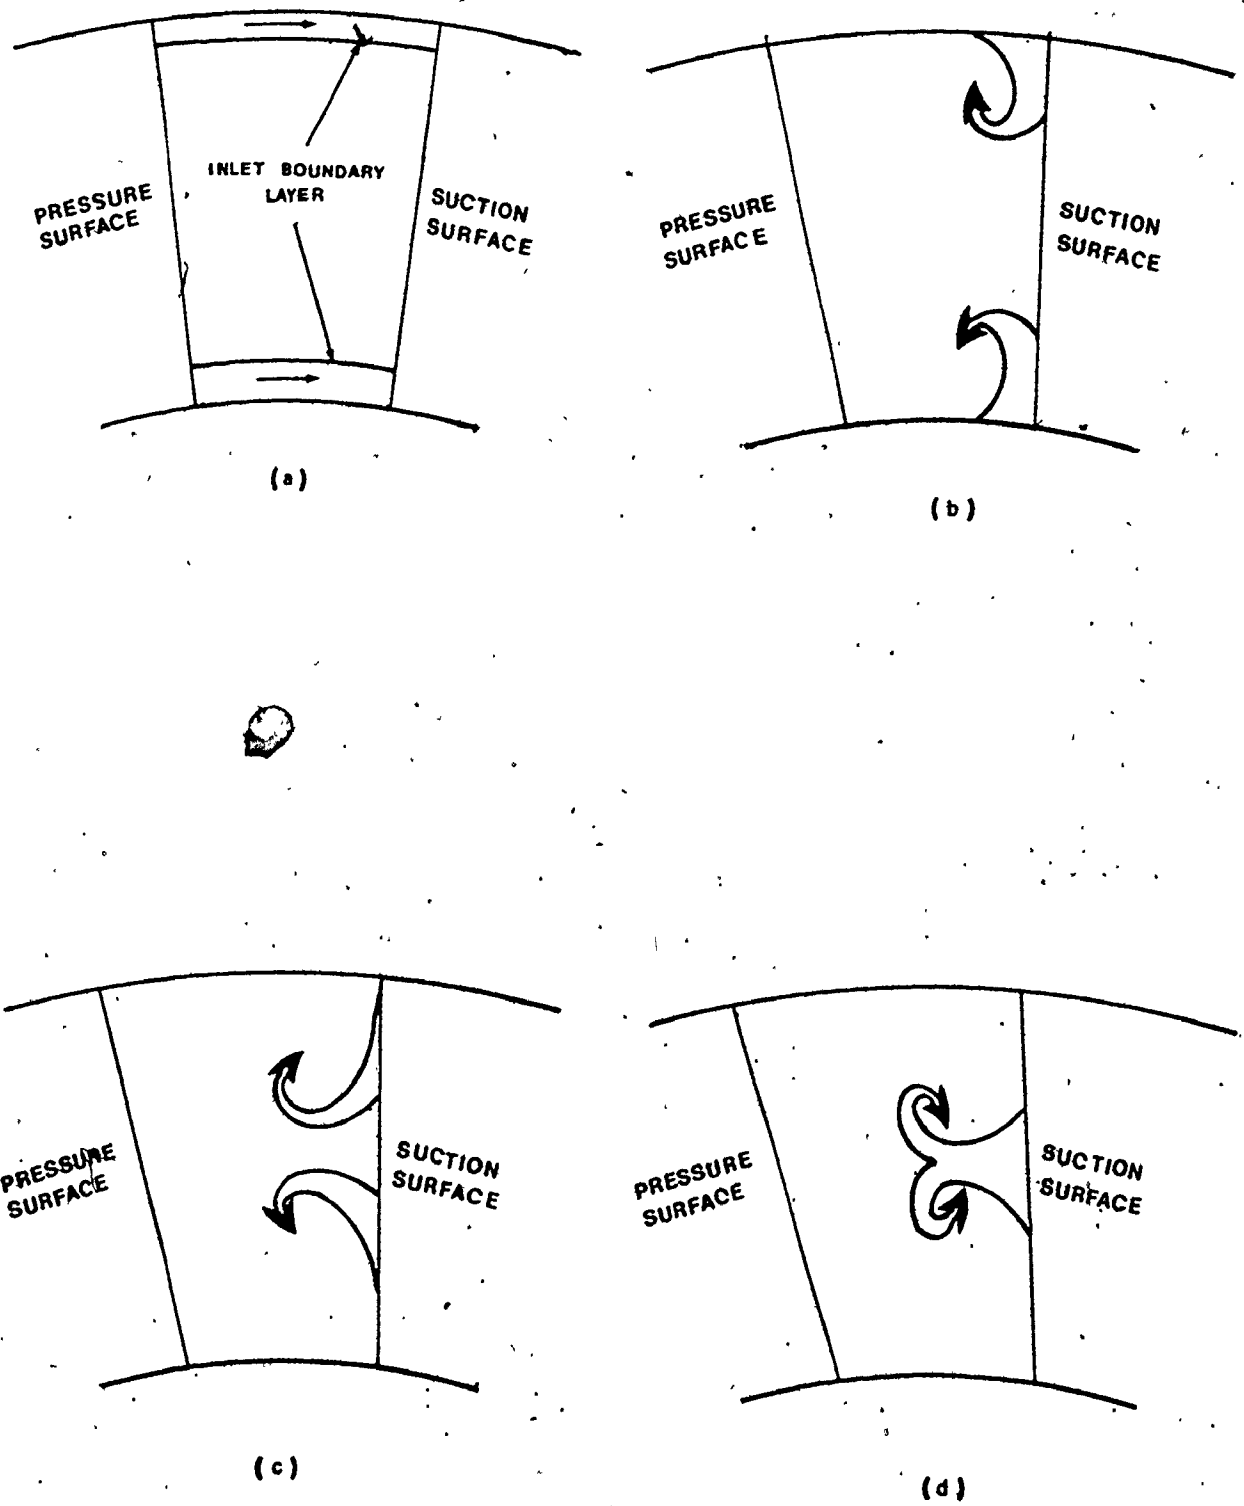 INLET BOUNDARY
LAYER
PRESSURE
SURFACE
SUCTION
SURFACE
(a)
PRESSURE
SURFACE
SUCTION
SURFACE
(b)
PRESSURE
SURFACE
SUCTION
SURFACE
(c)
PRESSURE
SURFACE
SUCTION
SURFACE
(d)